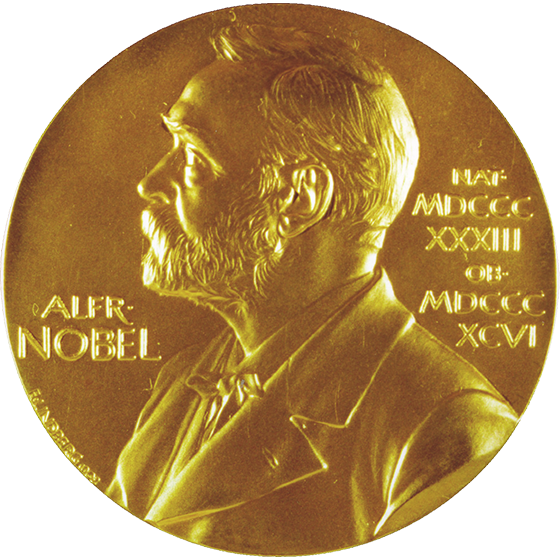 ALFR·
NOBEL
NAT·
MDCCC
XXXIII
OB·
MDCCC
XCVI